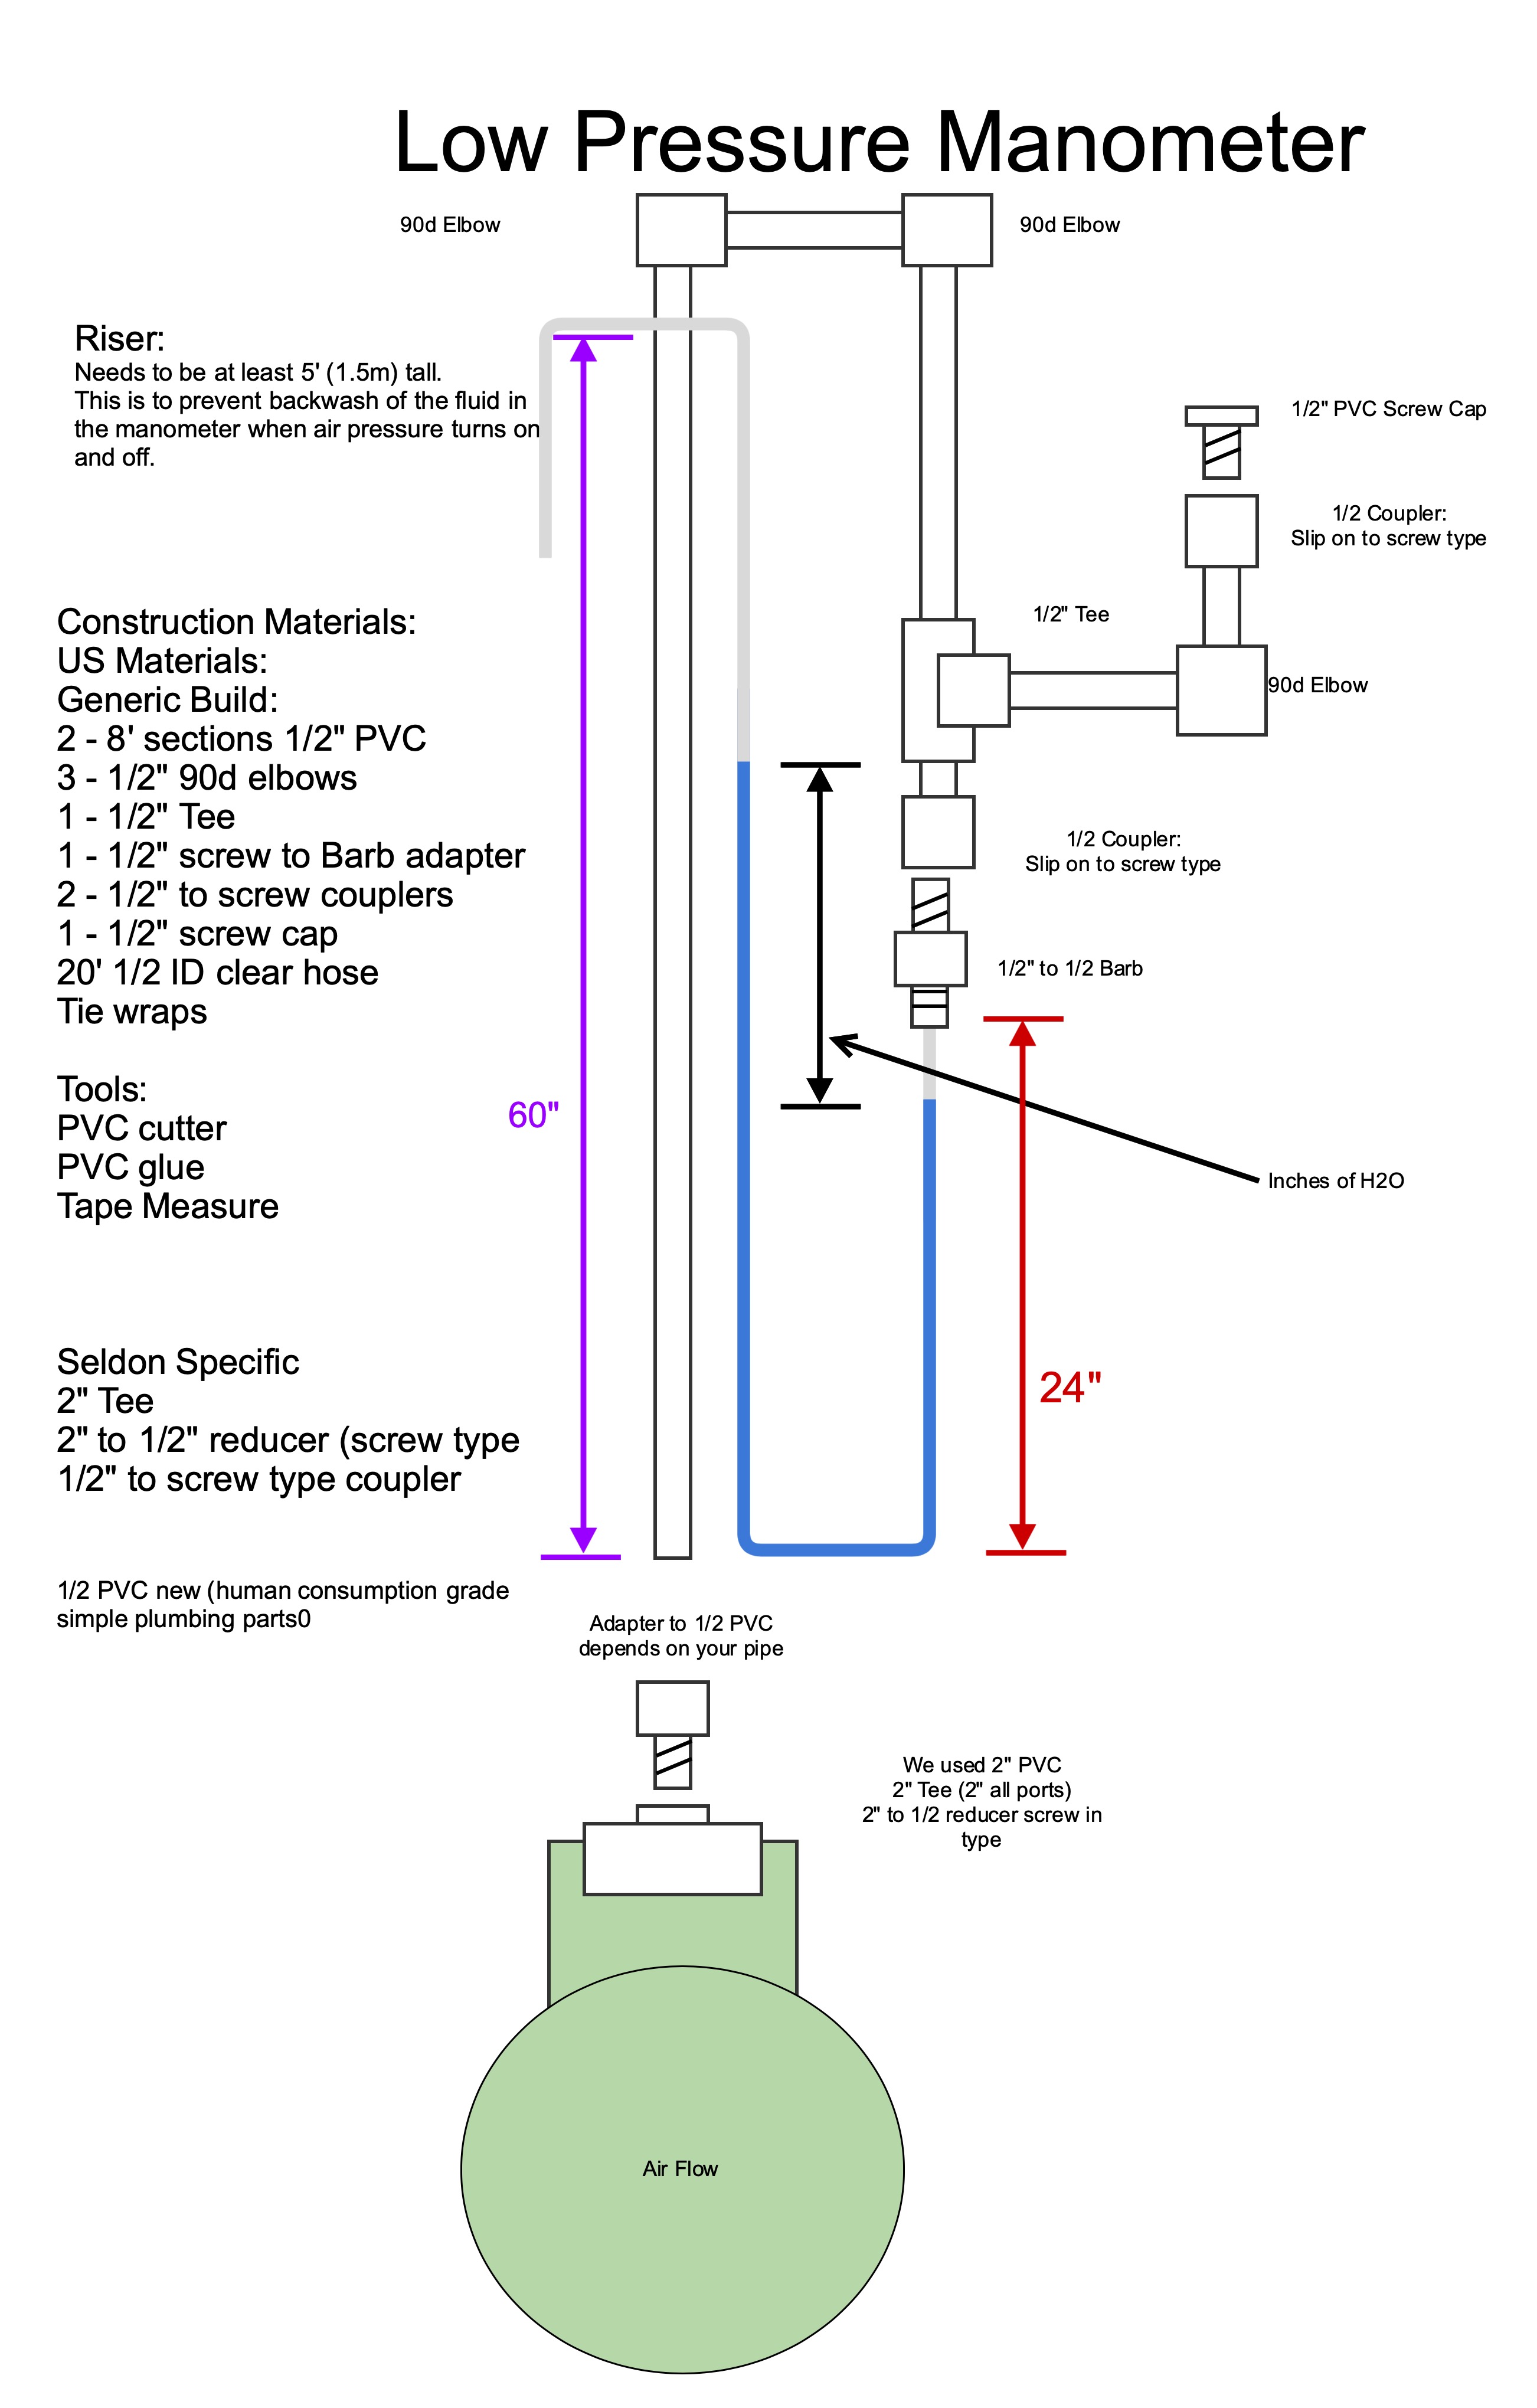 Low Pressure Manometer
90d Elbow
90d Elbow
Riser:
Needs to be at least 5' (1.5m) tall.
This is to prevent backwash of the fluid in
the manometer when air pressure turns on
and off.
1/2" PVC Screw Cap
1/2 Coupler:
Slip on to screw type
1/2" Tee
90d Elbow
Construction Materials:
US Materials:
Generic Build:
2 - 8' sections 1/2" PVC
3 - 1/2" 90d elbows
1 - 1/2" Tee
1 - 1/2" screw to Barb adapter
2 - 1/2" to screw couplers
1 - 1/2" screw cap
20' 1/2 ID clear hose
Tie wraps
1/2 Coupler:
Slip on to screw type
1/2" to 1/2 Barb
Tools:
PVC cutter
PVC glue
Tape Measure
60"
Inches of H2O
24"
Seldon Specific
2" Tee
2" to 1/2" reducer (screw type
1/2" to screw type coupler
1/2 PVC new (human consumption grade
simple plumbing parts0
Adapter to 1/2 PVC
depends on your pipe
We used 2" PVC
2" Tee (2" all ports)
2" to 1/2 reducer screw in
type
Air Flow